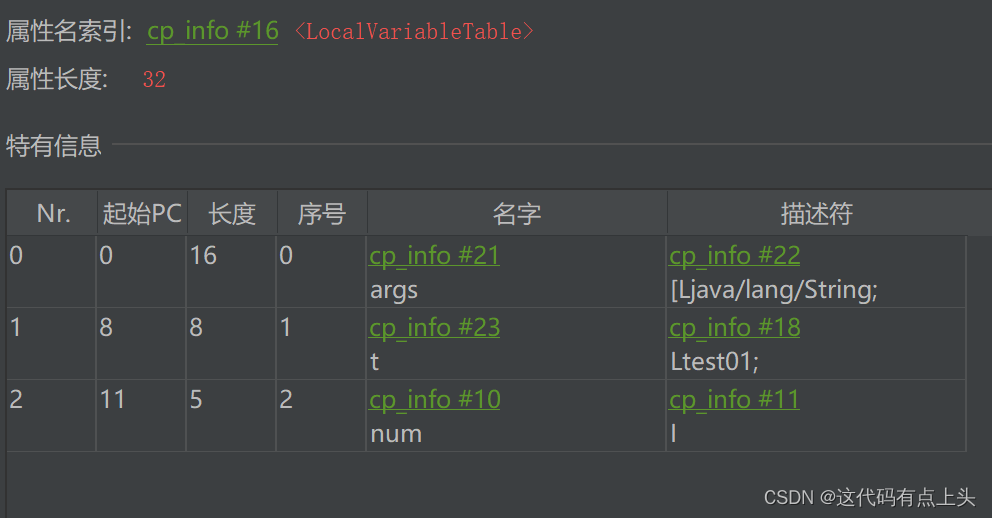 属性名索引: cp_info #16 <LocalVariableTable>
属性长度: 32
特有信息
Nr. 起始PC 长度 序号 名字 描述符
0 0 16 0 cp_info #21 cp_info #22
args [Ljava/lang/String;
1 8 8 1 cp_info #23 cp_info #18
t Ltest01;
2 11 5 2 cp_info #10 cp_info #11
num I
CSDN @这代码有点上头